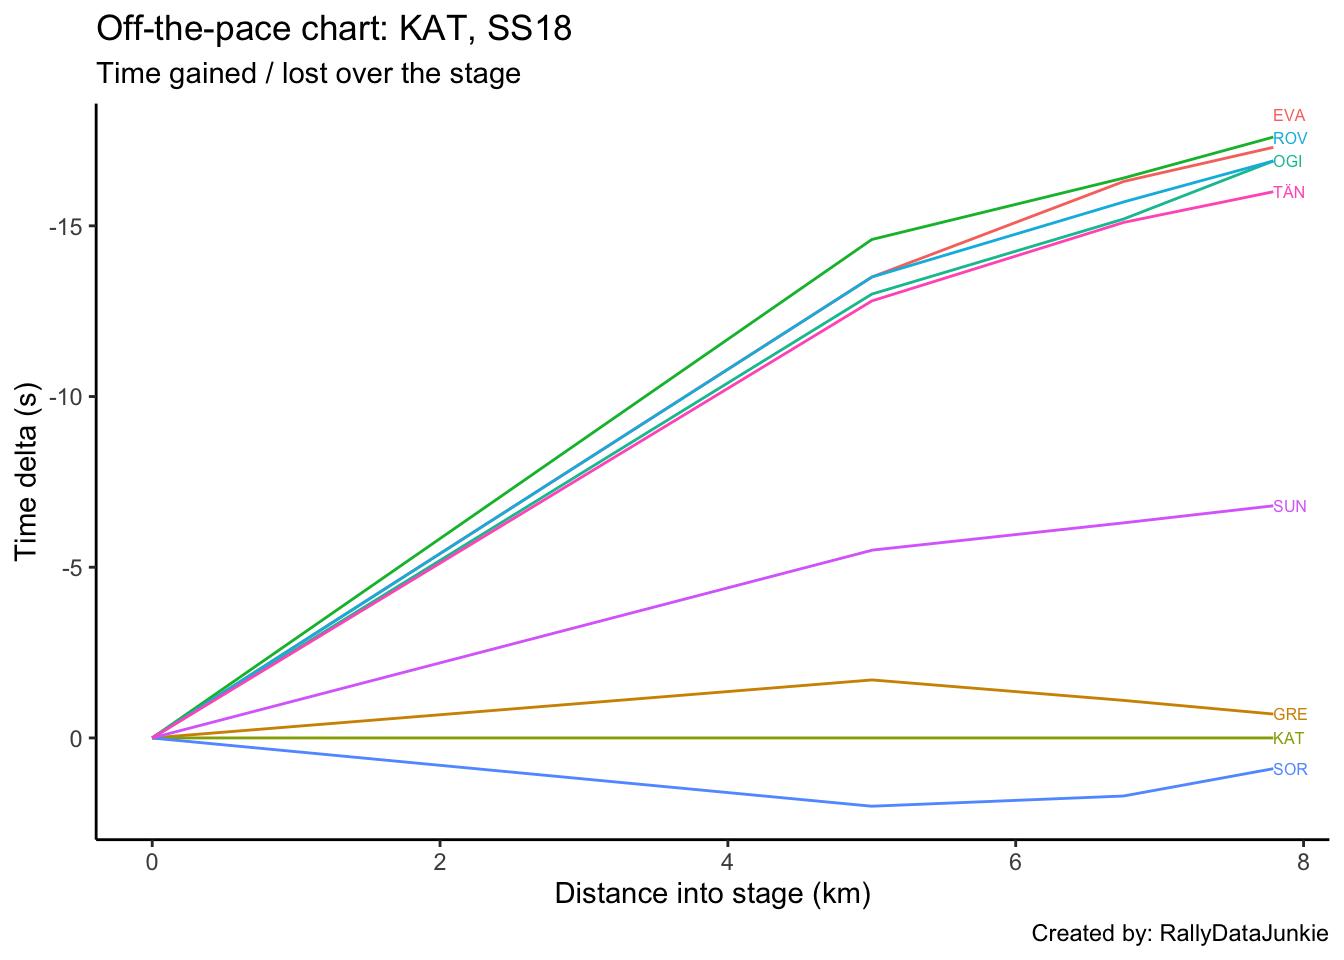 Off-the-pace chart: KAT, SS18
Time gained / lost over the stage
EVA
ROV
OGI
TÄN
-15
-10
SUN
-5
GRE
0
KAT
SOR
0 2 4 6 8
Time delta (s)
Distance into stage (km)
Created by: RallyDataJunkie